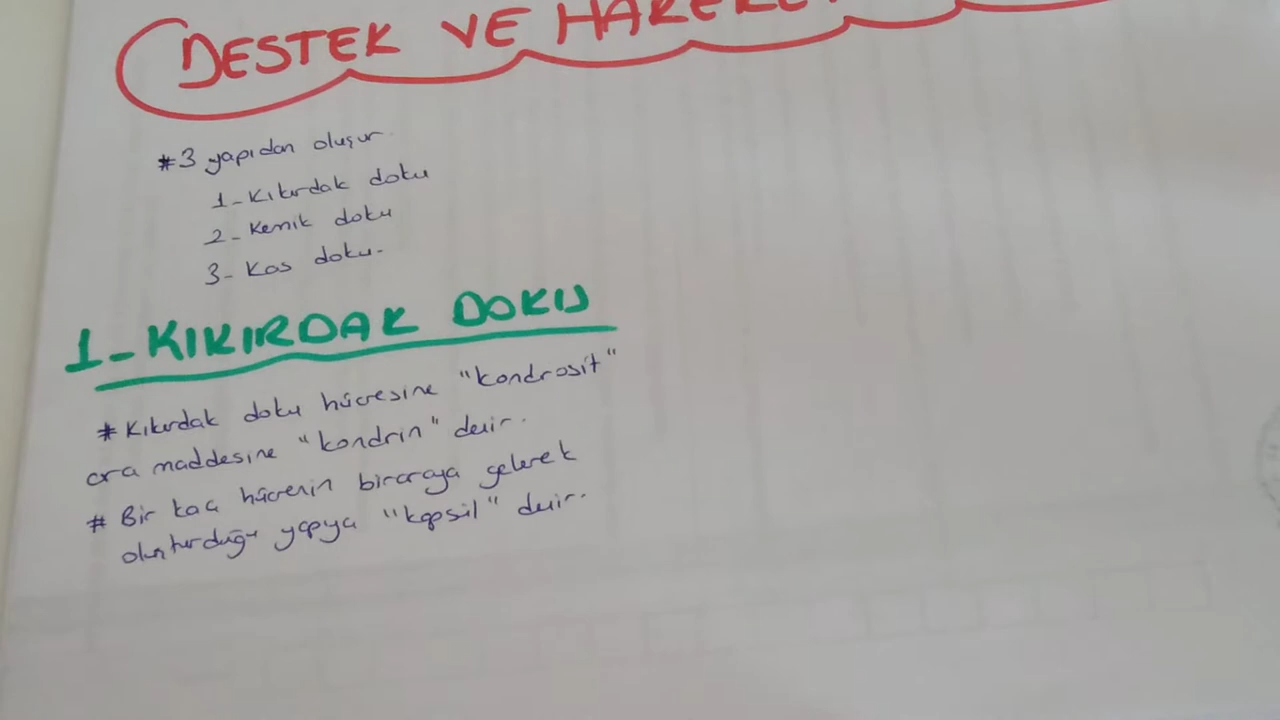 DESTEK VE HAREKET
#3 yapıdan oluşur.
1-Kıkırdak doku
2- Kemik doku
3- Kas doku.
1-KIKIRDAK DOKU
# Kıkırdak doku hücresine "kondrosit"
ara maddesine "kondrin" denir.
# Bir kaç hücrenin biraraya gelerek
oluşturduğu yapıya "kapsül" denir.